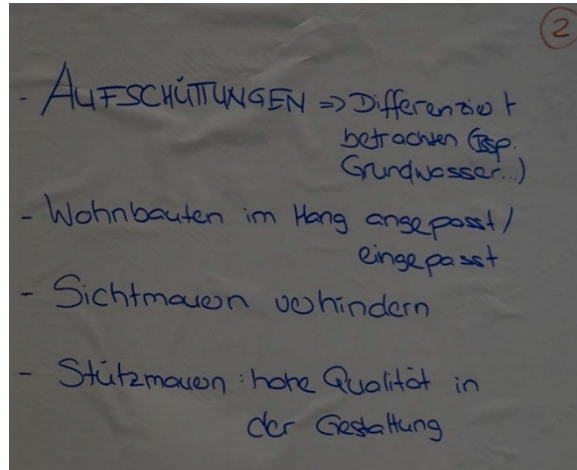 2
- AUFSCHÜTTUNGEN => Differenziert
betrachten (Bsp.
Grundwasser...)
- Wohnbauten im Hang angepasst/
eingepasst
- Sichtmauern verhindern
- Stützmauern: hohe Qualität in
der Gestaltung